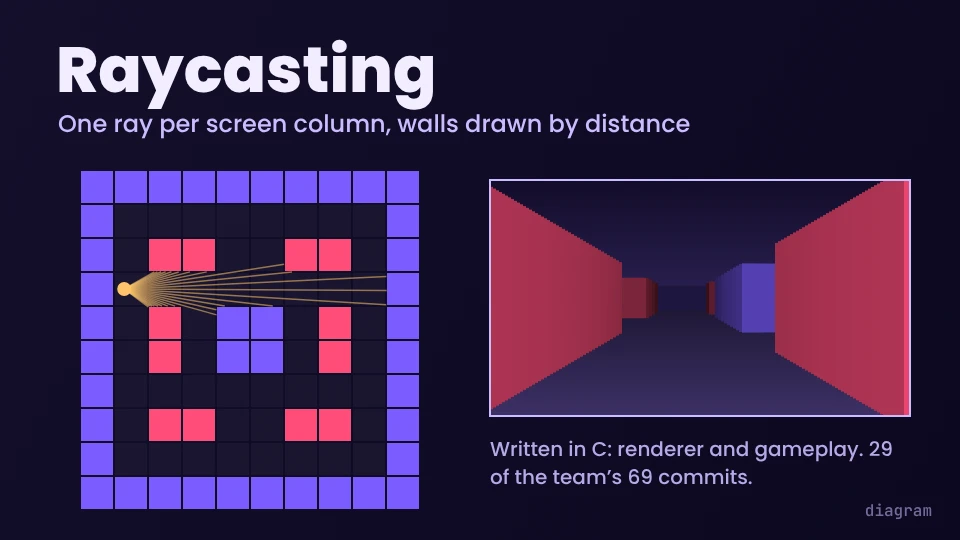 Raycasting
One ray per screen column, walls drawn by distance
Written in C: renderer and gameplay. 29
of the team’s 69 commits.
diagram